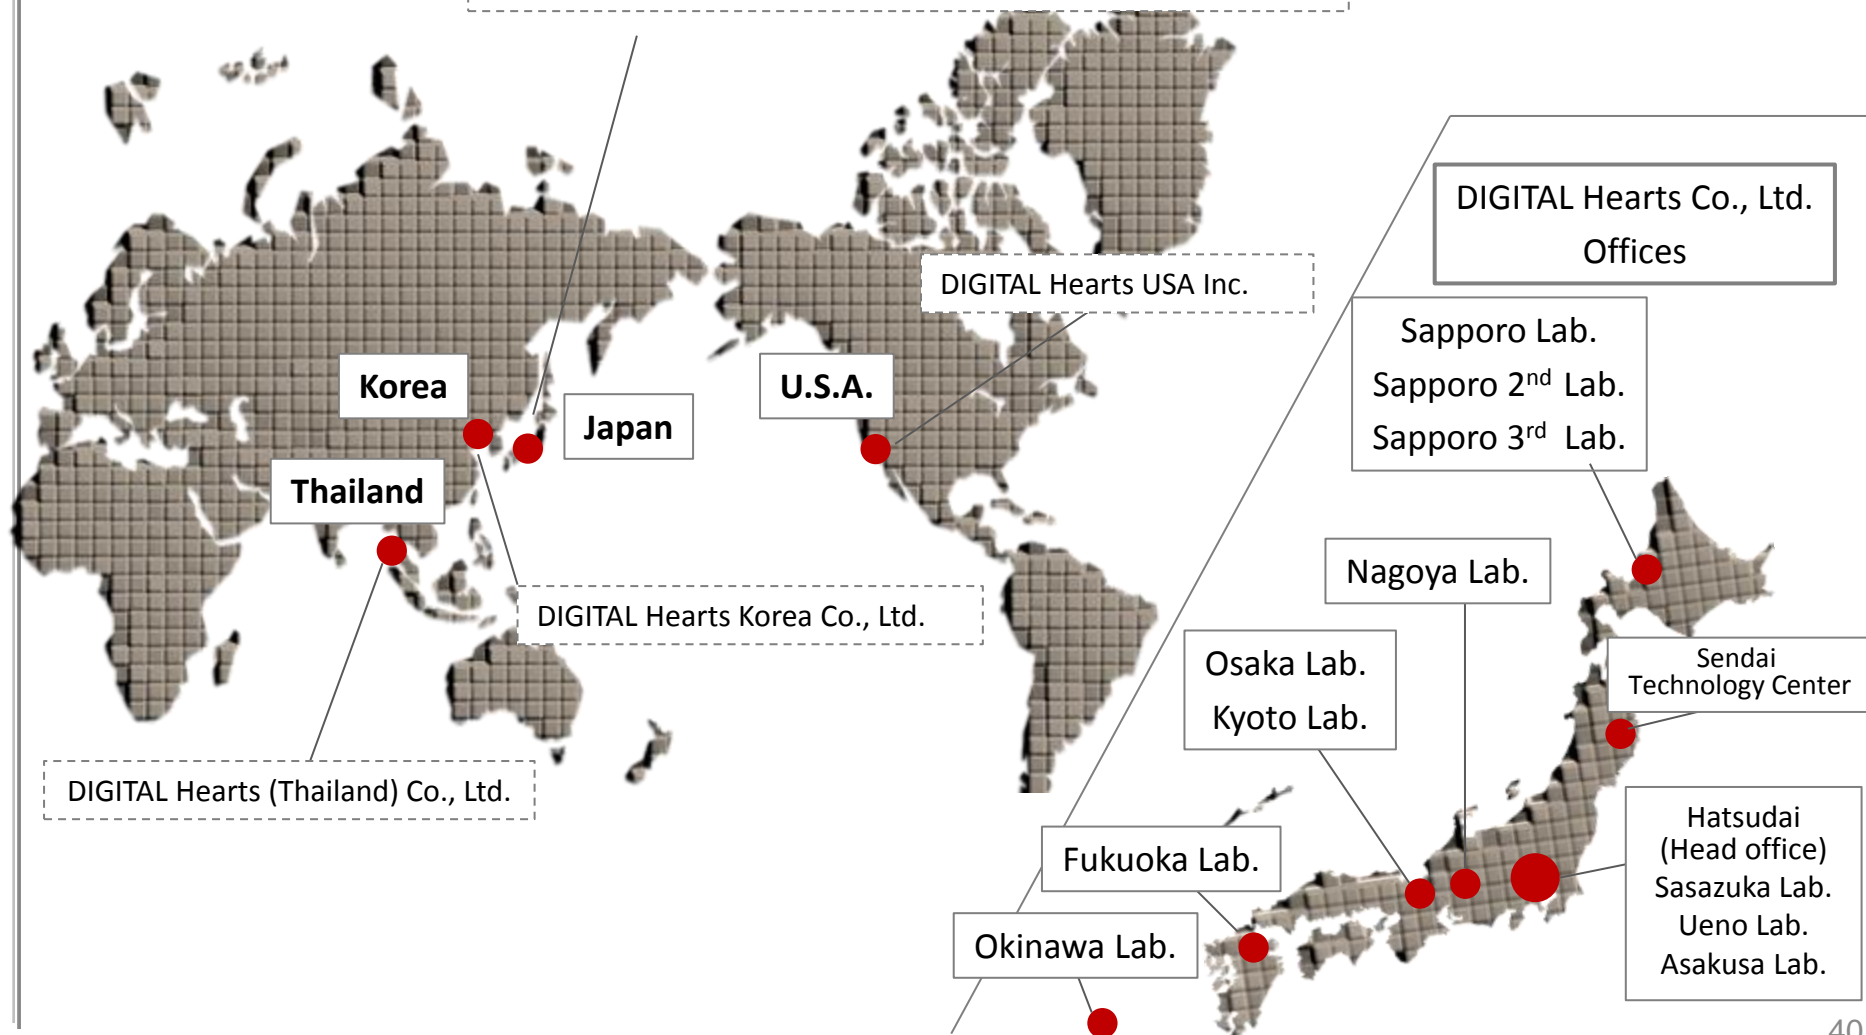 DIGITAL Hearts Co., Ltd.
Offices
DIGITAL Hearts USA Inc.
Sapporo Lab.
Sapporo 2nd Lab.
Sapporo 3rd Lab.
Korea
U.S.A.
Japan
Thailand
Nagoya Lab.
DIGITAL Hearts Korea Co., Ltd.
Osaka Lab.
Kyoto Lab.
Sendai
Technology Center
DIGITAL Hearts (Thailand) Co., Ltd.
Hatsudai
(Head office)
Sasazuka Lab.
Ueno Lab.
Asakusa Lab.
Fukuoka Lab.
Okinawa Lab.
40